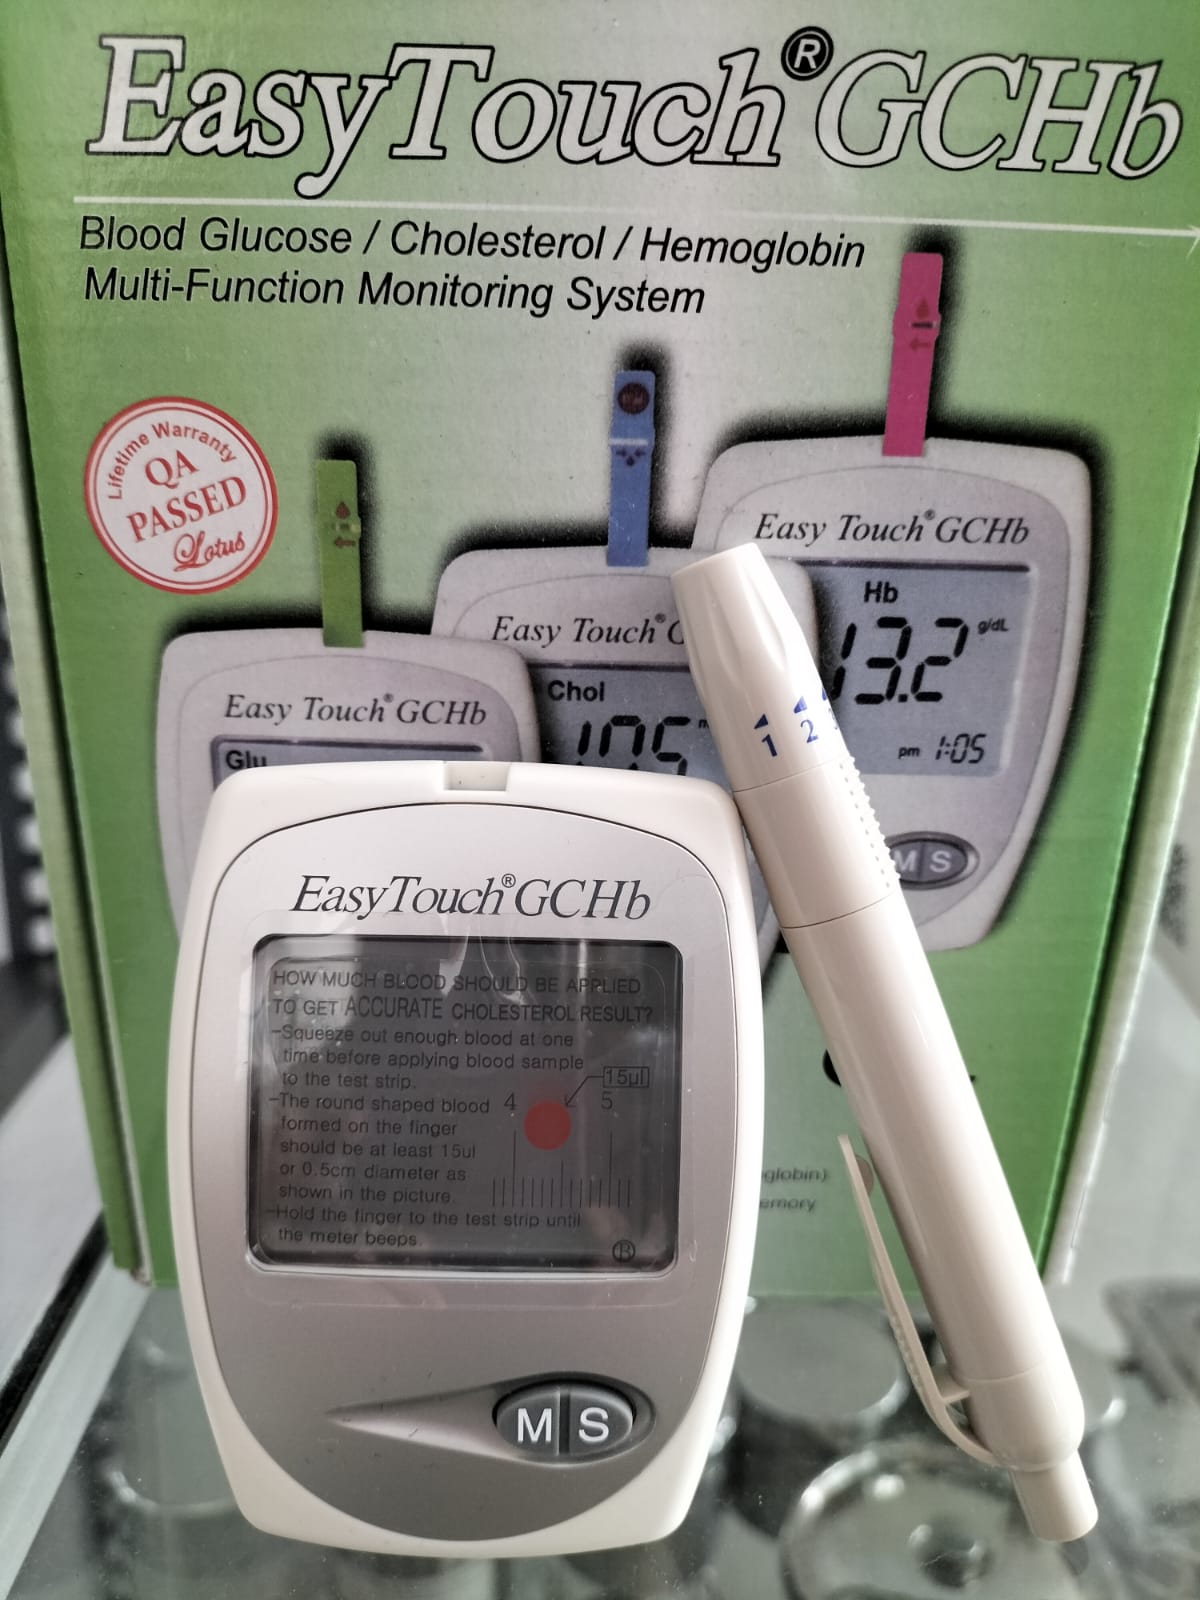 EasyTouch®GCHb
Blood Glucose / Cholesterol / Hemoglobin
Multi-Function Monitoring System
Lifetime Warranty
QA
PASSED
Lotus
Easy Touch®GCHb
Hb
13.2 g/dL
pm 1:05
M S
Easy Touch®G
Chol
Easy Touch®GCHb
Glu
1 2
EasyTouch®GCHb
HOW MUCH BLOOD SHOULD BE APPLIED
TO GET ACCURATE CHOLESTEROL RESULT?
-Squeeze out enough blood at one
time before applying blood sample
to the test strip.
-The round shaped blood
formed on the finger
should be at least 15ul
or 0.5cm diameter as
shown in the picture.
-Hold the finger to the test strip until
the meter beeps.
15µl
4 5
B
M S
globin)
emory